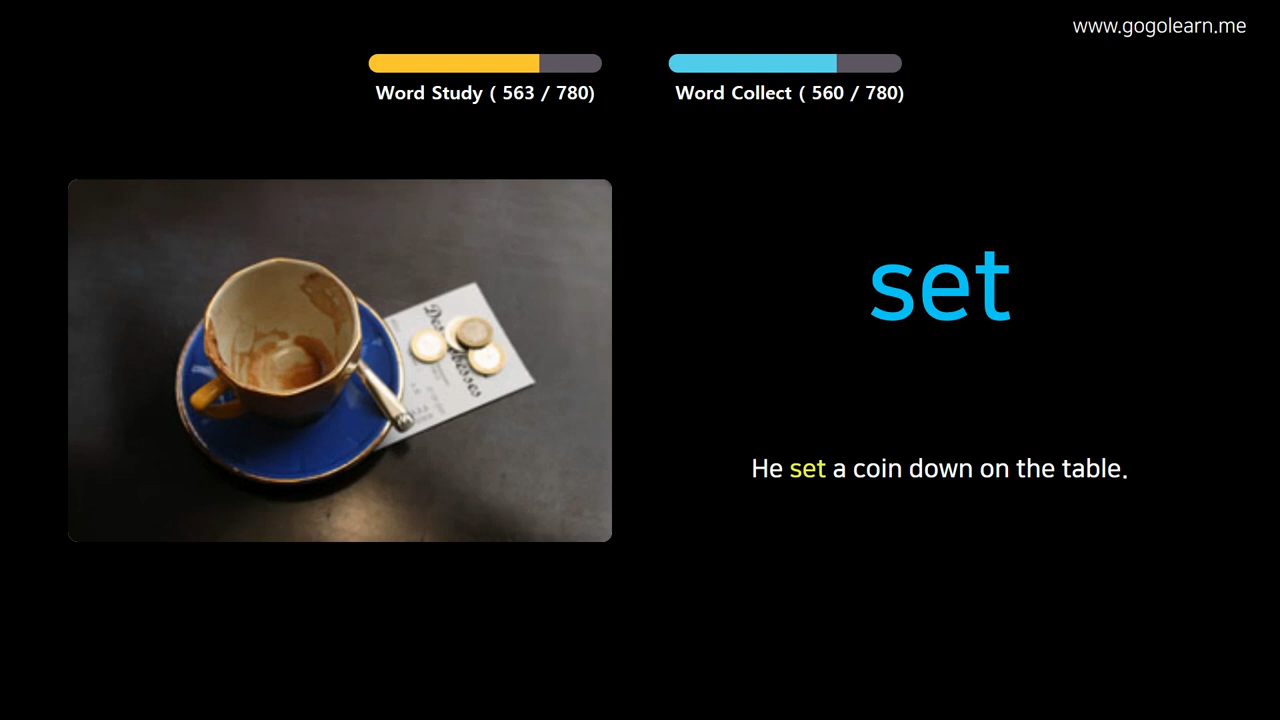 www.gogolearn.me
Word Study ( 563 / 780)
Word Collect ( 560 / 780)
set
He set a coin down on the table.